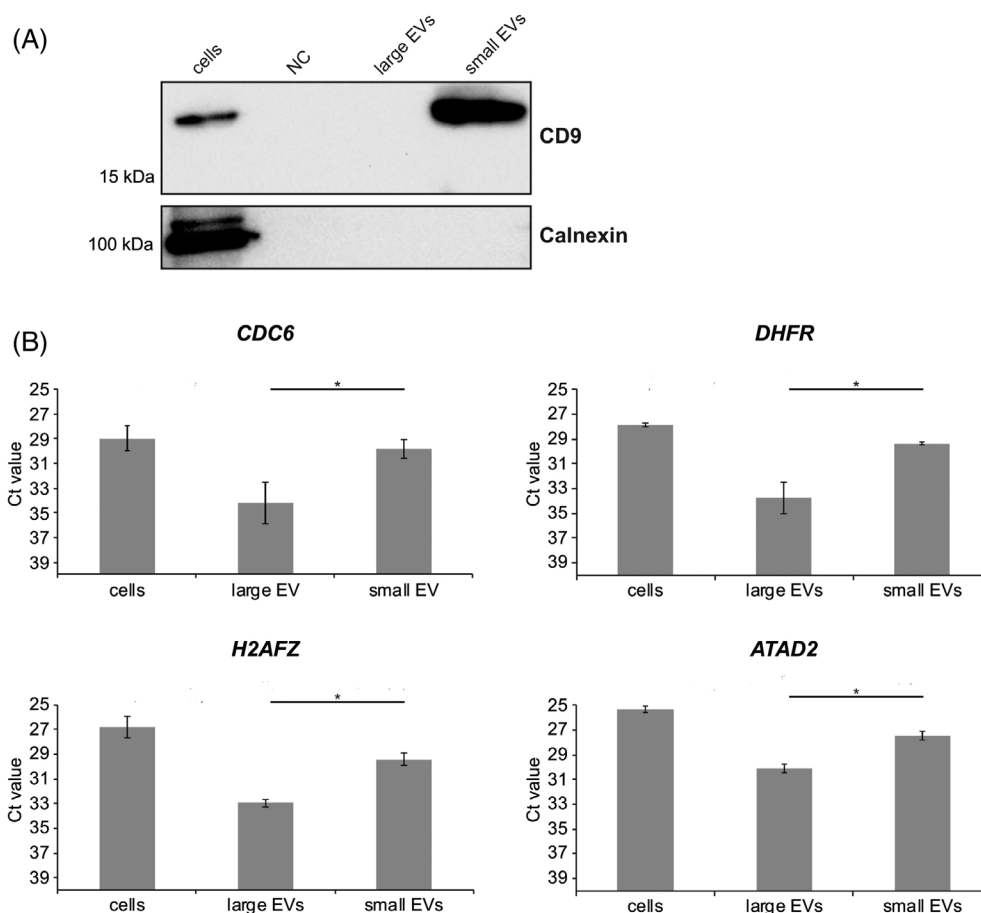 (A)
cells NC large EVs small EVs
CD9
15 kDa
100 kDa
Calnexin
(B)
CDC6
*
Ct value
25
27
29
31
33
35
37
39
cells large EV small EV
DHFR
*
Ct value
25
27
29
31
33
35
37
39
cells large EVs small EVs
H2AFZ
*
Ct value
25
27
29
31
33
35
37
39
cells large EVs small EVs
ATAD2
*
Ct value
25
27
29
31
33
35
37
39
cells large EVs small EVs